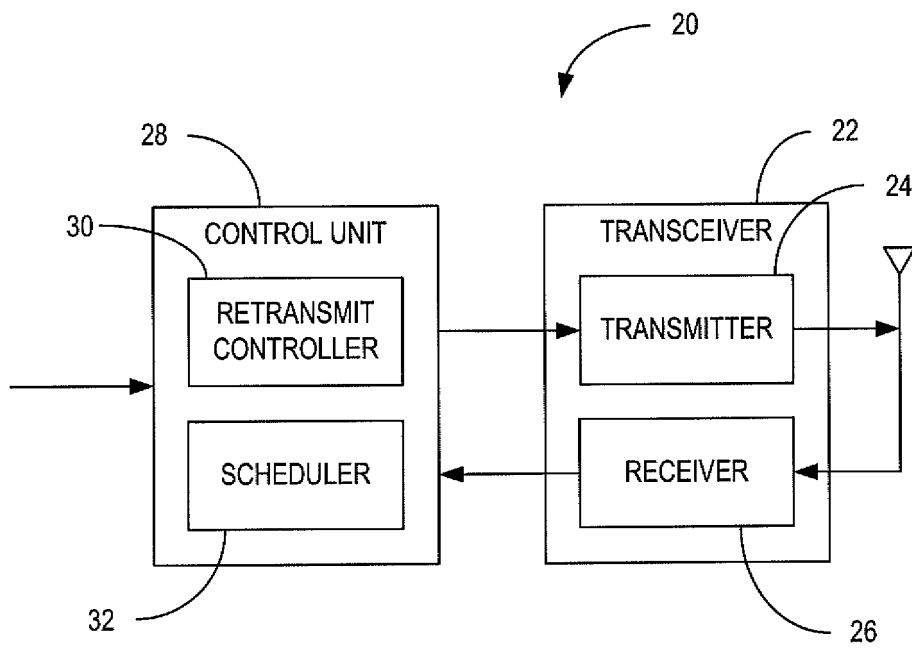 20
28
22
24
30
CONTROL UNIT
TRANSCEIVER
RETRANSMIT
CONTROLLER
TRANSMITTER
SCHEDULER
RECEIVER
32
26